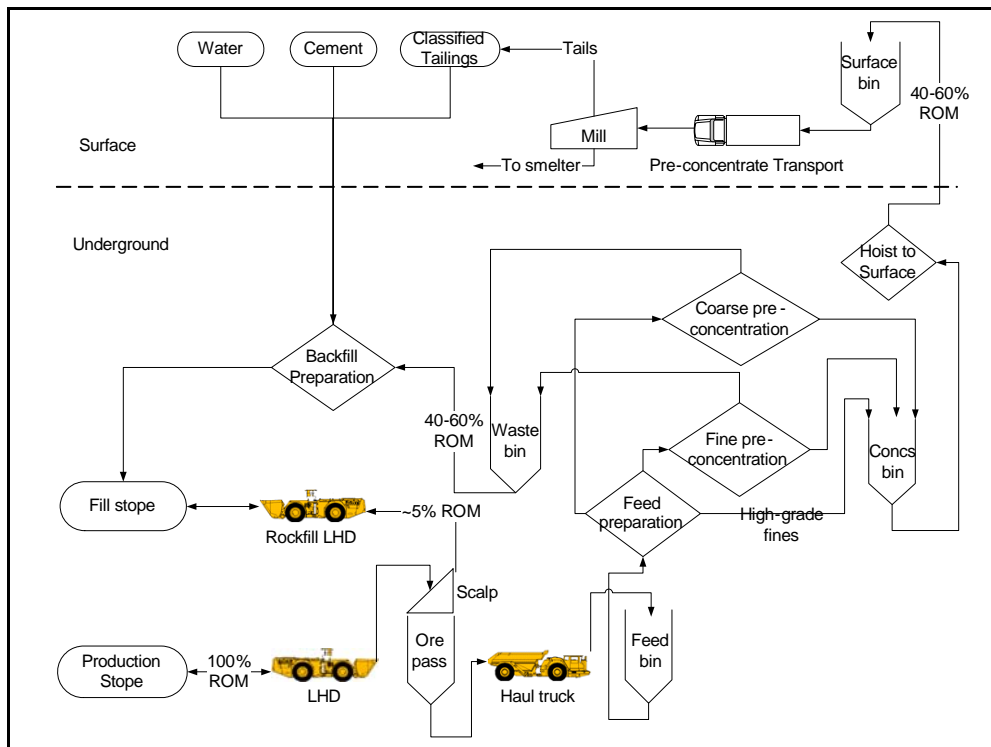 Water
Cement
Classified
Tailings
Tails
Surface
bin
40-60%
ROM
Mill
Surface
To smelter
Pre-concentrate Transport
Underground
Hoist to
Surface
Coarse pre-
concentration
Backfill
Preparation
40-60%
ROM
Waste
bin
Fine pre-
concentration
Concs
bin
Fill stope
~5% ROM
Rockfill LHD
Feed
preparation
High-grade
fines
Scalp
Ore
pass
Feed
bin
Production
Stope
100%
ROM
LHD
Haul truck